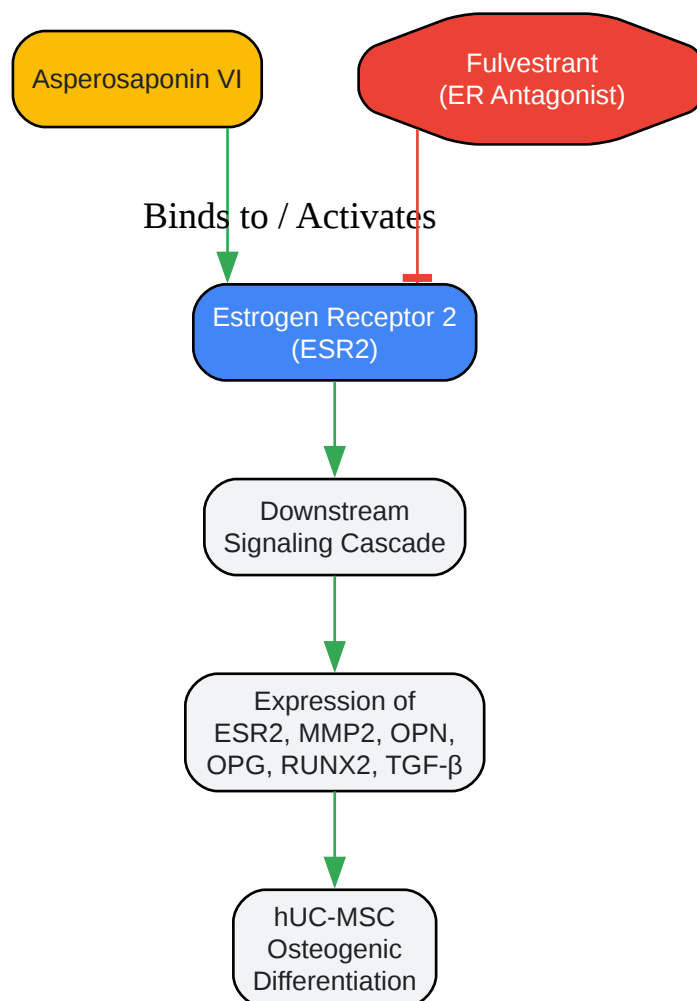 Asperosaponin VI
Fulvestrant
(ER Antagonist)
Binds to / Activates
Estrogen Receptor 2
(ESR2)
Downstream
Signaling Cascade
Expression of
ESR2, MMP2, OPN,
OPG, RUNX2, TGF-β
hUC-MSC
Osteogenic
Differentiation